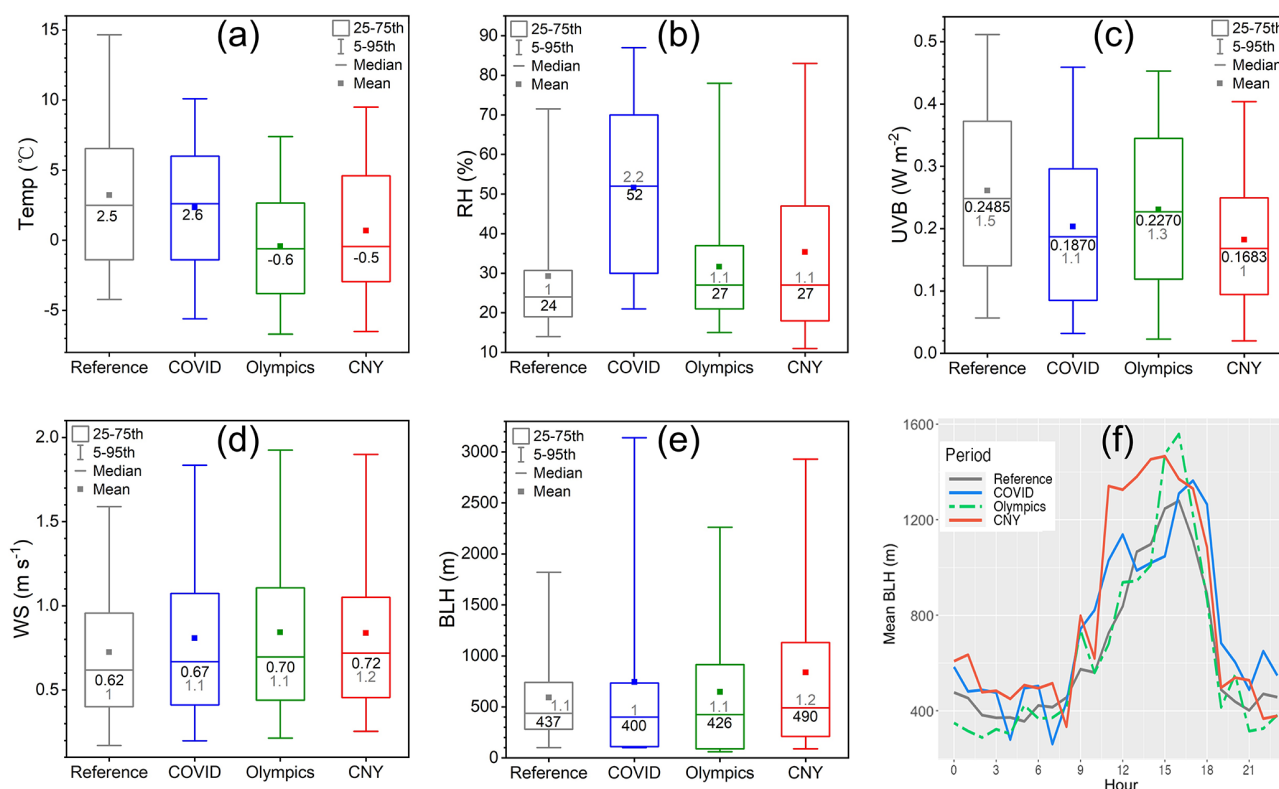 (a)
25-75th
5-95th
Median
Mean
Temp (℃)
15
10
5
0
-5
2.5
2.6
-0.6
-0.5
Reference COVID Olympics CNY
(b)
25-75th
5-95th
Median
Mean
RH (%)
90
80
70
60
50
40
30
20
10
1
24
2.2
52
1.1
27
1.1
27
Reference COVID Olympics CNY
(c)
25-75th
5-95th
Median
Mean
UVB (W m-2)
0.5
0.4
0.3
0.2
0.1
0.0
0.2485
1.5
0.1870
1.1
0.2270
1.3
0.1683
1
Reference COVID Olympics CNY
(d)
25-75th
5-95th
Median
Mean
WS (m s-1)
2.0
1.5
1.0
0.5
0.62
1
0.67
1.1
0.70
1.1
0.72
1.2
Reference COVID Olympics CNY
(e)
25-75th
5-95th
Median
Mean
BLH (m)
3000
2500
2000
1500
1000
500
0
1.1
437
1
400
1.1
426
1.2
490
Reference COVID Olympics CNY
(f)
Period
Reference
COVID
Olympics
CNY
Mean BLH (m)
1600
1200
800
400
0 3 6 9 12 15 18 21
Hour